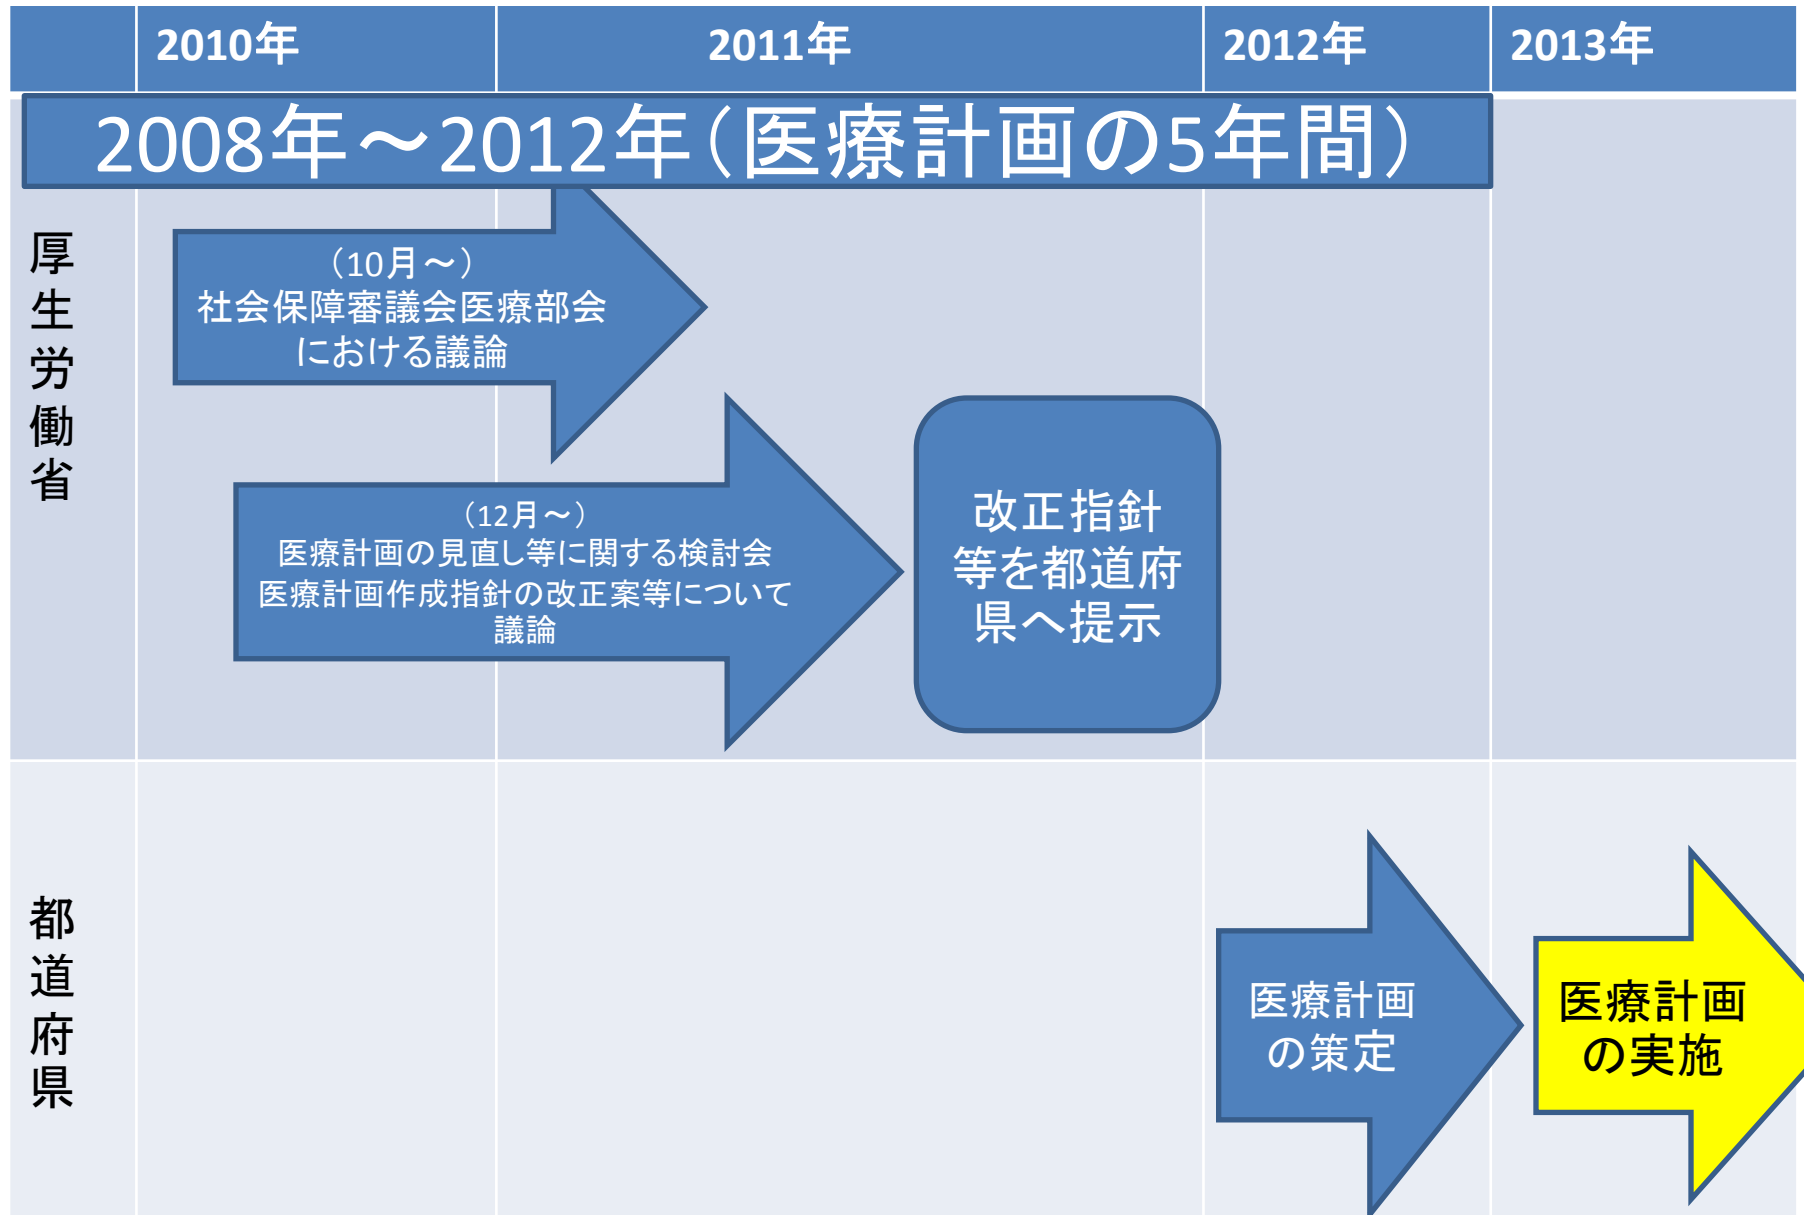 2010年 2011年 2012年 2013年
2008年～2012年（医療計画の5年間）
厚生労働省
（10月～）
社会保障審議会医療部会
における議論
（12月～）
医療計画の見直し等に関する検討会
医療計画作成指針の改正案等について
議論
改正指針
等を都道府
県へ提示
都道府県
医療計画
の策定
医療計画
の実施